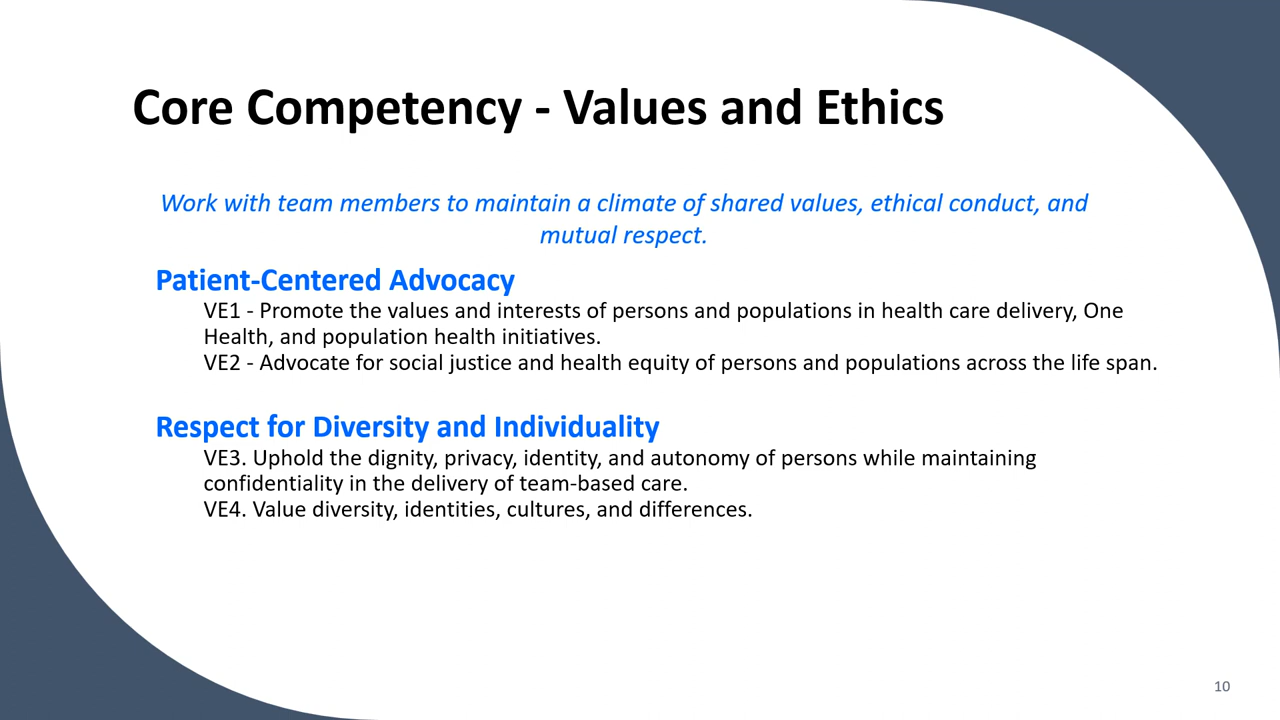 Core Competency - Values and Ethics
Work with team members to maintain a climate of shared values, ethical conduct, and
mutual respect.
Patient-Centered Advocacy
VE1 - Promote the values and interests of persons and populations in health care delivery, One
Health, and population health initiatives.
VE2 - Advocate for social justice and health equity of persons and populations across the life span.
Respect for Diversity and Individuality
VE3. Uphold the dignity, privacy, identity, and autonomy of persons while maintaining
confidentiality in the delivery of team-based care.
VE4. Value diversity, identities, cultures, and differences.
10